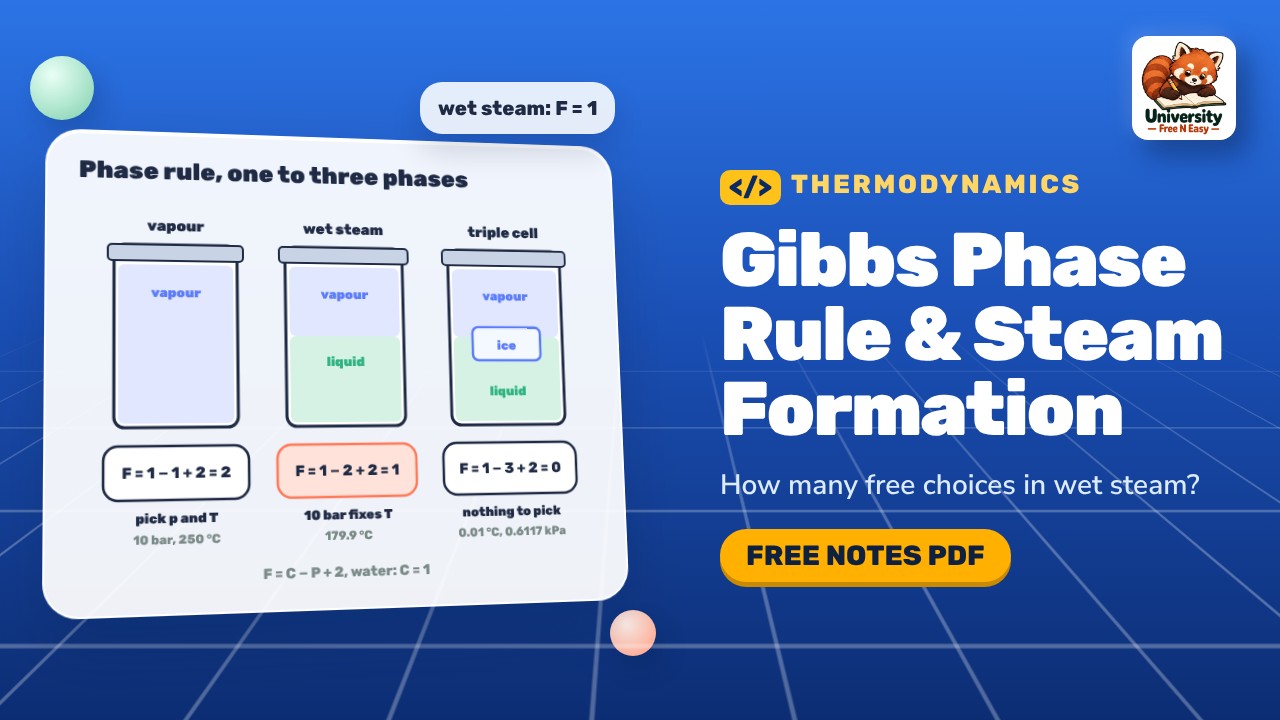 wet steam: F = 1
Phase rule, one to three phases
vapour
wet steam
triple cell
vapour
vapour
liquid
vapour
ice
liquid
F = 1 – 1 + 2 = 2
F = 1 – 2 + 2 = 1
F = 1 – 3 + 2 = 0
pick p and T
10 bar fixes T
nothing to pick
10 bar, 250 °C
179.9 °C
0.01 °C, 0.6117 kPa
F = C – P + 2, water: C = 1
University
Free N Easy
</> THERMODYNAMICS
Gibbs Phase
Rule & Steam
Formation
How many free choices in wet steam?
FREE NOTES PDF